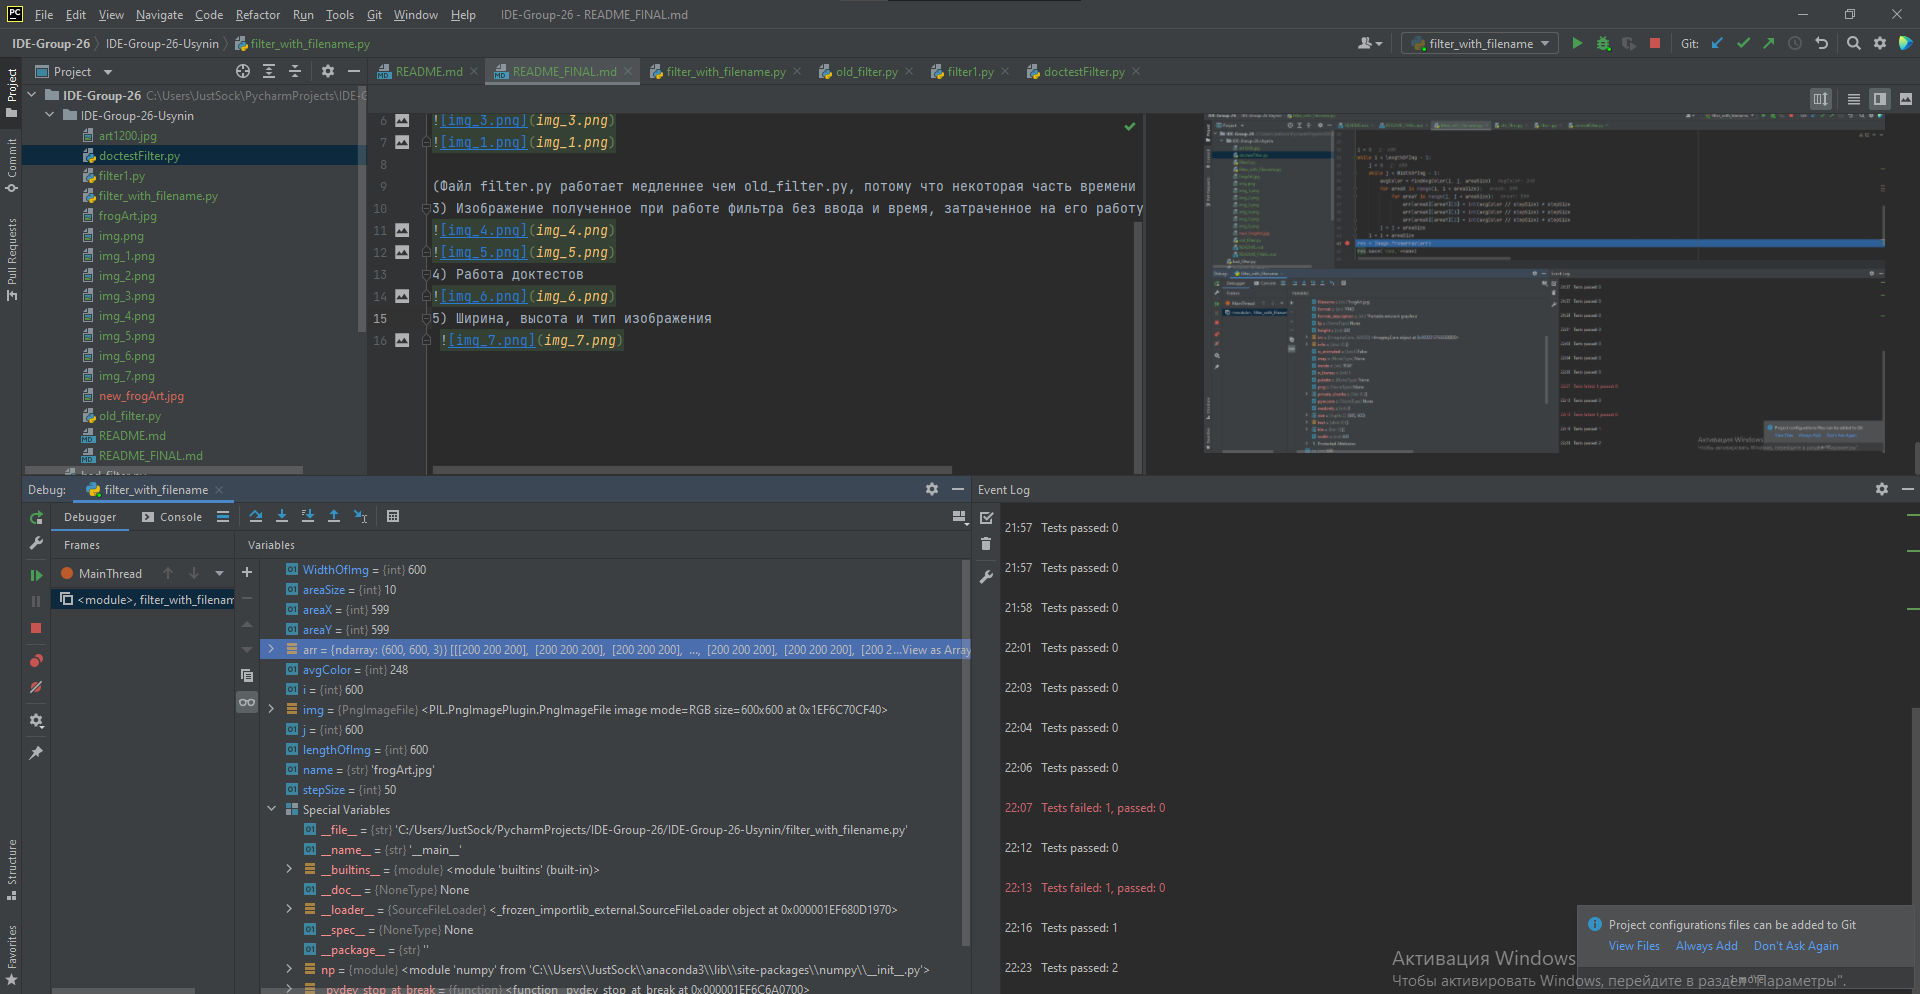 PC File Edit View Navigate Code Refactor Run Tools Git Window Help IDE-Group-26 - README_FINAL.md
IDE-Group-26 IDE-Group-26-Usynin filter_with_filename.py filter_with_filename Git:
Project
Commit
Pull Requests
Structure
Favorites
Project
IDE-Group-26 C:\Users\JustSock\PycharmProjects\IDE-G
IDE-Group-26-Usynin
art1200.jpg
doctestFilter.py
filter1.py
filter_with_filename.py
frogArt.jpg
img.png
img_1.png
img_2.png
img_3.png
img_4.png
img_5.png
img_6.png
img_7.png
new_frogArt.jpg
old_filter.py
README.md
README_FINAL.md
README.md README_FINAL.md filter_with_filename.py old_filter.py filter1.py doctestFilter.py
6 ![img_3.png](img_3.png)
7 ![img_1.png](img_1.png)
8
9 (Файл filter.py работает медленнее чем old_filter.py, потому что некоторая часть времени
10 3) Изображение полученное при работе фильтра без ввода и время, затраченное на его работу
11 ![img_4.png](img_4.png)
12 ![img_5.png](img_5.png)
13 4) Работа доктестов
14 ![img_6.png](img_6.png)
15 5) Ширина, высота и тип изображения
16 ![img_7.png](img_7.png)
Debug: filter_with_filename
Debugger Console
Frames
MainThread
<module>, filter_with_filenam
Variables
WidthOfImg = {int} 600
areaSize = {int} 10
areaX = {int} 599
areaY = {int} 599
arr = {ndarray: (600, 600, 3)} [[[200 200 200], [200 200 200], [200 200 200], ..., [200 200 200], [200 200 200], [200 2...View as Array
avgColor = {int} 248
i = {int} 600
img = {PngImageFile} <PIL.PngImagePlugin.PngImageFile image mode=RGB size=600x600 at 0x1EF6C70CF40>
j = {int} 600
lengthOfImg = {int} 600
name = {str} 'frogArt.jpg'
stepSize = {int} 50
Special Variables
__file__ = {str} 'C:/Users/JustSock/PycharmProjects/IDE-Group-26/IDE-Group-26-Usynin/filter_with_filename.py'
__name__ = {str} '__main__'
__builtins__ = {module} <module 'builtins' (built-in)>
__doc__ = {NoneType} None
__loader__ = {SourceFileLoader} <_frozen_importlib_external.SourceFileLoader object at 0x000001EF680D1970>
__spec__ = {NoneType} None
__package__ = {str} ''
np = {module} <module 'numpy' from 'C:\\Users\\JustSock\\anaconda3\\lib\\site-packages\\numpy\\__init__.py'>
_pydev_stop_at_break = {function} <function _pydev_stop_at_break at 0x000001EF6C6A0700>
Event Log
21:57 Tests passed: 0
21:57 Tests passed: 0
21:58 Tests passed: 0
22:01 Tests passed: 0
22:03 Tests passed: 0
22:04 Tests passed: 0
22:06 Tests passed: 0
22:07 Tests failed: 1, passed: 0
22:12 Tests passed: 0
22:13 Tests failed: 1, passed: 0
22:16 Tests passed: 1
22:23 Tests passed: 2
Project configurations files can be added to Git
View Files Always Add Don't Ask Again
Активация Windows
Чтобы активировать Windows, перейдите в раздел "Параметры".